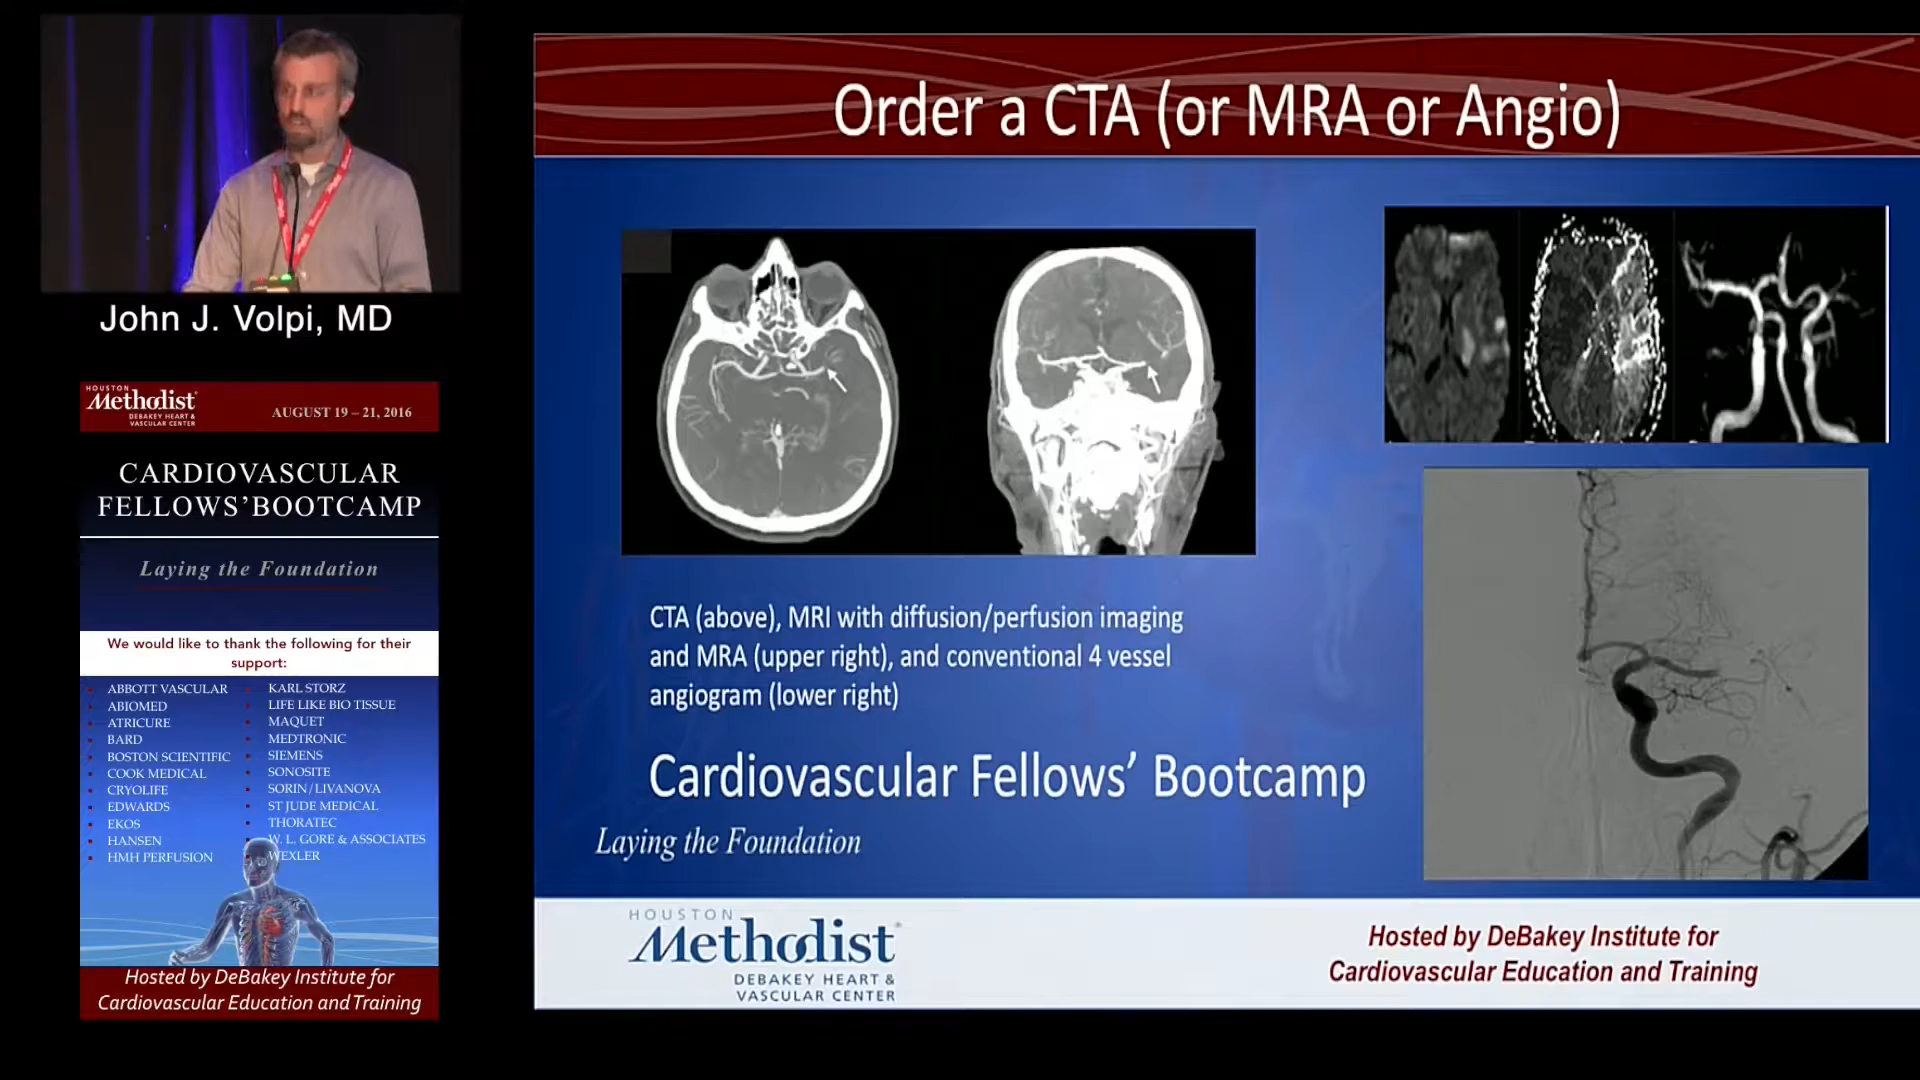 John J. Volpi, MD
HOUSTON
Methodist
DEBAKEY HEART &
VASCULAR CENTER
AUGUST 19 – 21, 2016
CARDIOVASCULAR
FELLOWS’BOOTCAMP
Laying the Foundation
We would like to thank the following for their
support:
ABBOTT VASCULAR
ABIOMED
ATRICURE
BARD
BOSTON SCIENTIFIC
COOK MEDICAL
CRYOLIFE
EDWARDS
EKOS
HANSEN
HMH PERFUSION
KARL STORZ
LIFE LIKE BIO TISSUE
MAQUET
MEDTRONIC
SIEMENS
SONOSITE
SORIN/LIVANOVA
ST JUDE MEDICAL
THORATEC
W. L. GORE & ASSOCIATES
WEXLER
Hosted by DeBakey Institute for
Cardiovascular Education and Training
Order a CTA (or MRA or Angio)
CTA (above), MRI with diffusion/perfusion imaging
and MRA (upper right), and conventional 4 vessel
angiogram (lower right)
Cardiovascular Fellows’ Bootcamp
Laying the Foundation
HOUSTON
Methodist
DEBAKEY HEART &
VASCULAR CENTER
Hosted by DeBakey Institute for
Cardiovascular Education and Training